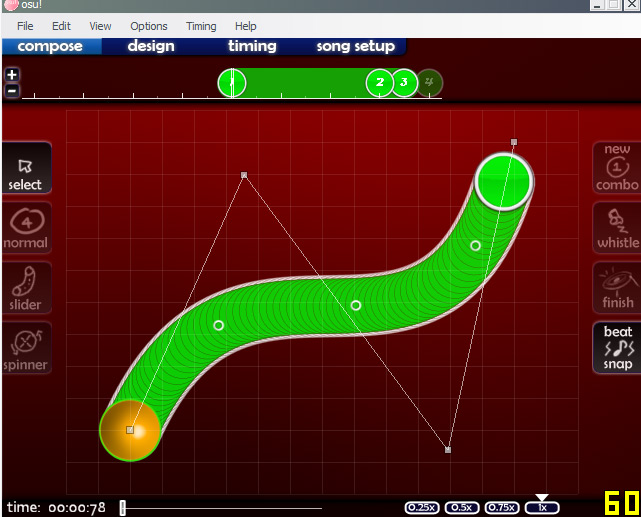 osu!
File Edit View Options Timing Help
compose design timing song setup
+
1 2 3 4
-
select
normal
slider
spinner
new
1
combo
whistle
finish
beat
snap
4
time: 00:00:78
0.25x 0.5x 0.75x 1x
60